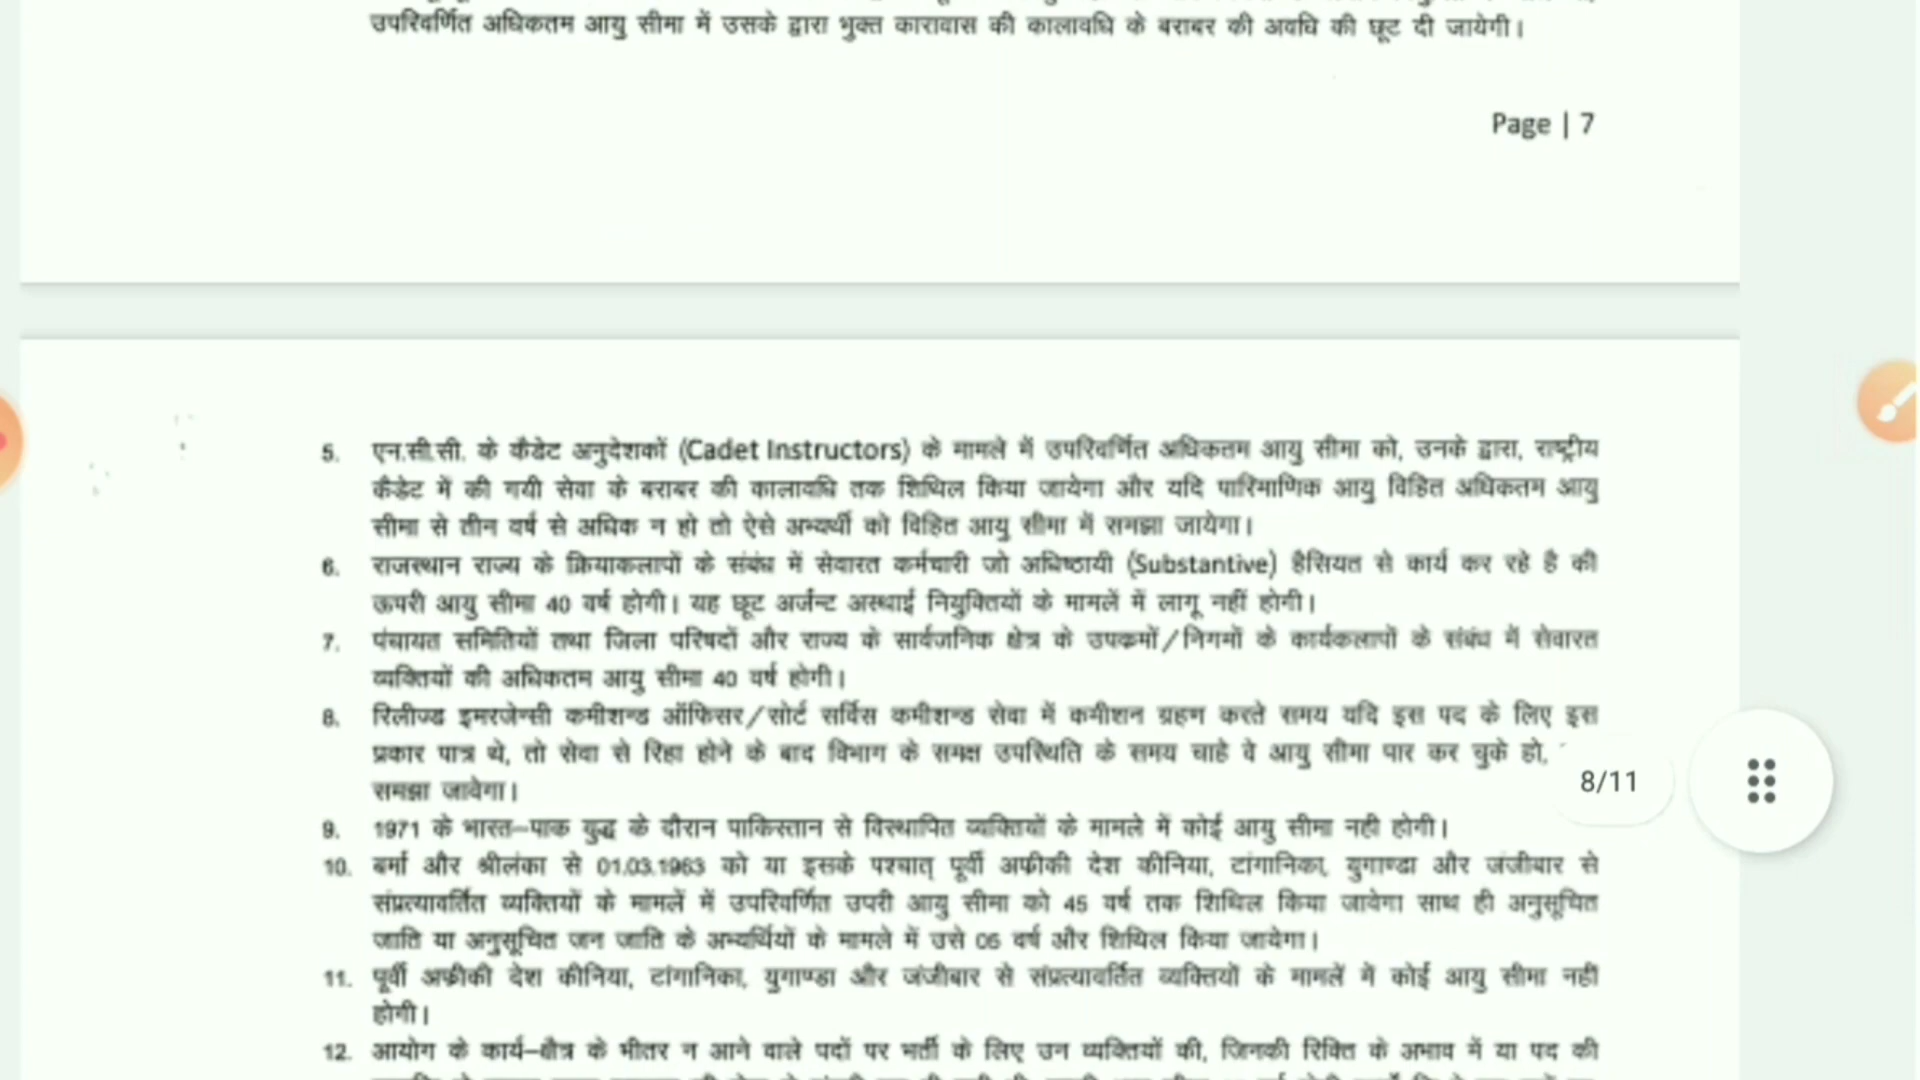 उपरिवर्णित अधिकतम आयु सीमा में उसके द्वारा भुक्त कारावास की कालावधि के बराबर की अवधि की छूट दी जायेगी।
Page | 7
5. एन.सी.सी. के कैडेट अनुदेशकों (Cadet Instructors) के मामले में उपरिवर्णित अधिकतम आयु सीमा को, उनके द्वारा, राष्ट्रीय
कैडेट में की गयी सेवा के बराबर की कालावधि तक शिथिल किया जायेगा और यदि पारिमाणिक आयु विहित अधिकतम आयु
सीमा से तीन वर्ष से अधिक न हो तो ऐसे अभ्यर्थी को विहित आयु सीमा में समझा जायेगा।
6. राजस्थान राज्य के क्रियाकलापों के संबंध में सेवारत कर्मचारी जो अधिष्ठायी (Substantive) हैसियत से कार्य कर रहे है की
ऊपरी आयु सीमा 40 वर्ष होगी। यह छूट अर्जेन्ट अस्थाई नियुक्तियों के मामलें में लागू नहीं होगी।
7. पंचायत समितियों तथा जिला परिषदों और राज्य के सार्वजनिक क्षेत्र के उपक्रमों/निगमों के कार्यकलापों के संबंध में सेवारत
व्यक्तियों की अधिकतम आयु सीमा 40 वर्ष होगी।
8. रिलीज्ड इमरजेन्सी कमीशन्ड ऑफिसर/सोर्ट सर्विस कमीशन्ड सेवा में कमीशन ग्रहण करते समय यदि इस पद के लिए इस
प्रकार पात्र थे, तो सेवा से रिहा होने के बाद विभाग के समक्ष उपस्थिति के समय चाहे वे आयु सीमा पार कर चुके हो,
समझा जावेगा।
8/11
9. 1971 के भारत–पाक युद्ध के दौरान पाकिस्तान से विस्थापित व्यक्तियों के मामले में कोई आयु सीमा नही होगी।
10. बर्मा और श्रीलंका से 01.03.1963 को या इसके पश्चात् पूर्वी अफ्रीकी देश कीनिया, टांगानिका, युगाण्डा और जंजीबार से
संप्रत्यावर्तित व्यक्तियों के मामलें में उपरिवर्णित उपरी आयु सीमा को 45 वर्ष तक शिथिल किया जावेगा साथ ही अनुसूचित
जाति या अनुसूचित जन जाति के अभ्यर्थियों के मामले में उसे 05 वर्ष और शिथिल किया जायेगा।
11. पूर्वी अफ्रीकी देश कीनिया, टांगानिका, युगाण्डा और जंजीबार से संप्रत्यावर्तित व्यक्तियों के मामलें में कोई आयु सीमा नहीं
होगी।
12. आयोग के कार्य–क्षैत्र के भीतर न आने वाले पदों पर भर्ती के लिए उन व्यक्तियों की, जिनकी रिक्ति के अभाव में या पद की